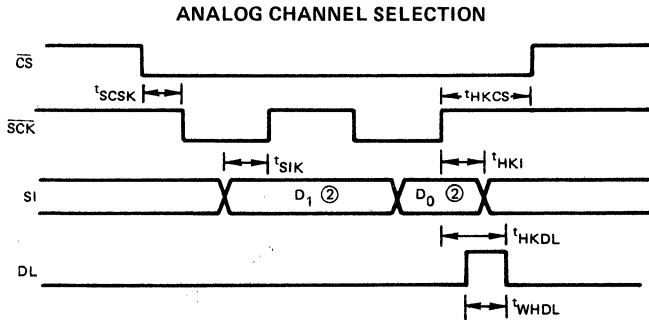 ANALOG CHANNEL SELECTION
CS
tSCSK
tHKCS
SCK
tSIK
tHKI
SI
D1 ②
D0 ②
tHKDL
DL
tWHDL